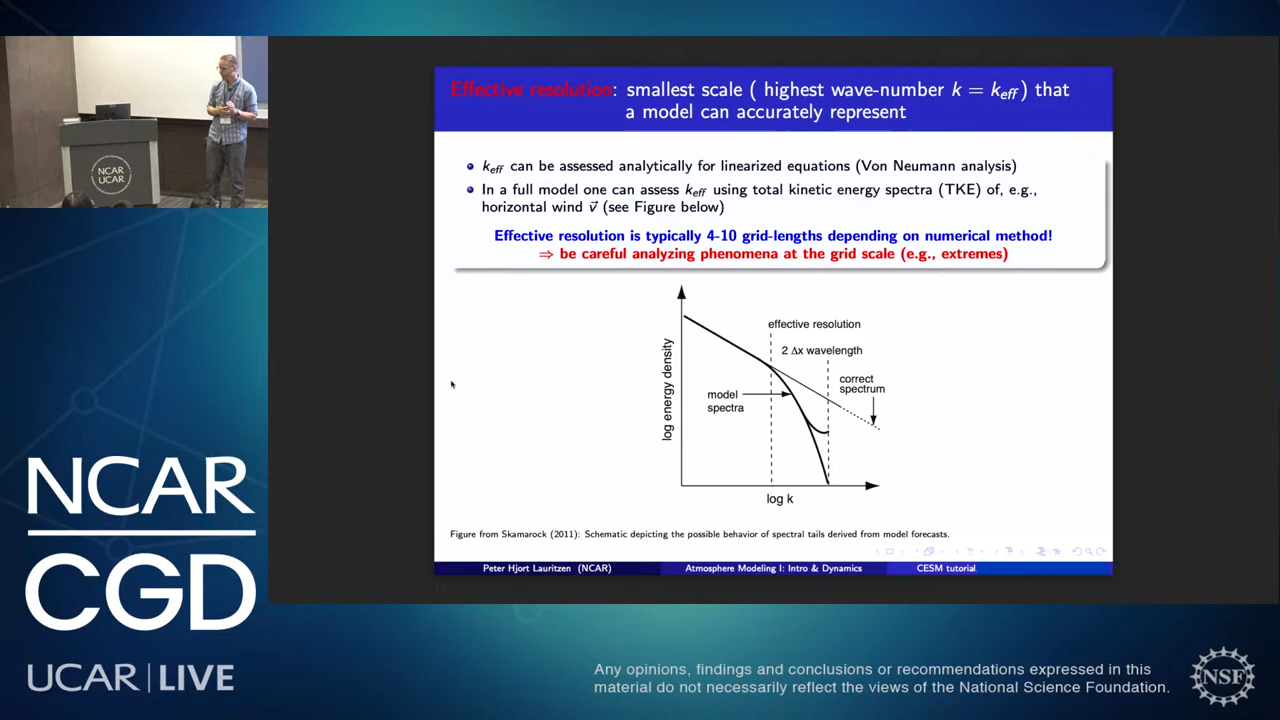 NCAR
UCAR
NCAR
CGD
UCAR | LIVE
Effective resolution: smallest scale ( highest wave-number k = keff) that
a model can accurately represent
keff can be assessed analytically for linearized equations (Von Neumann analysis)
In a full model one can assess keff using total kinetic energy spectra (TKE) of, e.g.,
horizontal wind v⃗ (see Figure below)
Effective resolution is typically 4-10 grid-lengths depending on numerical method!
⇒ be careful analyzing phenomena at the grid scale (e.g., extremes)
effective resolution
2 Δx wavelength
correct
spectrum
model
spectra
log energy density
log k
Figure from Skamarock (2011): Schematic depicting the possible behavior of spectral tails derived from model forecasts.
Peter Hjort Lauritzen (NCAR)
Atmosphere Modeling I: Intro & Dynamics
CESM tutorial
Any opinions, findings and conclusions or recommendations expressed in this
material do not necessarily reflect the views of the National Science Foundation.
NSF